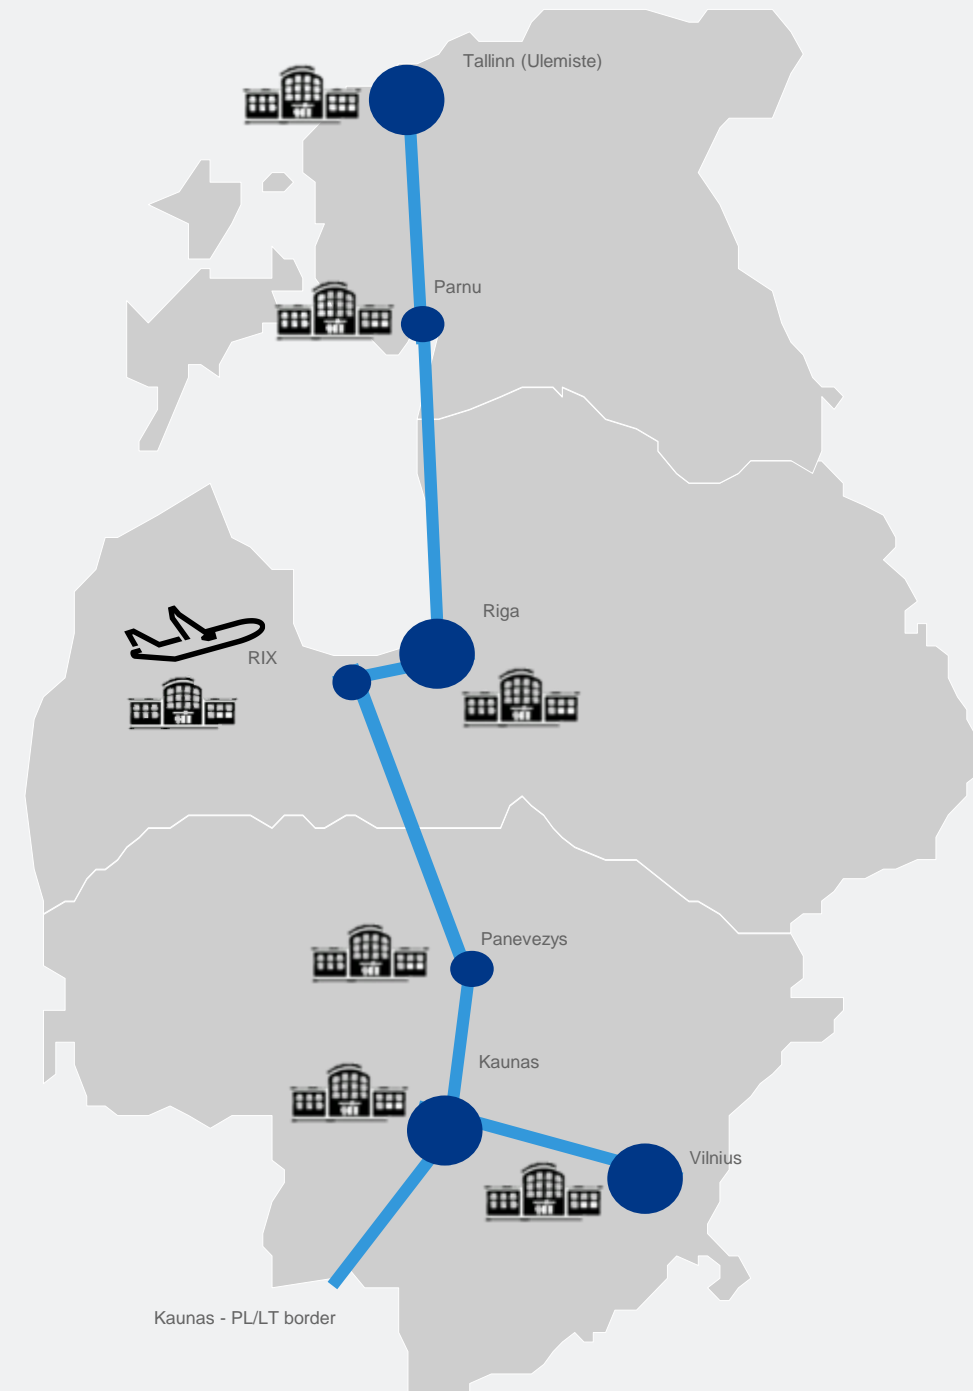 Tallinn (Ulemiste)
Parnu
Riga
RIX
Panevezys
Kaunas
Vilnius
Kaunas - PL/LT border